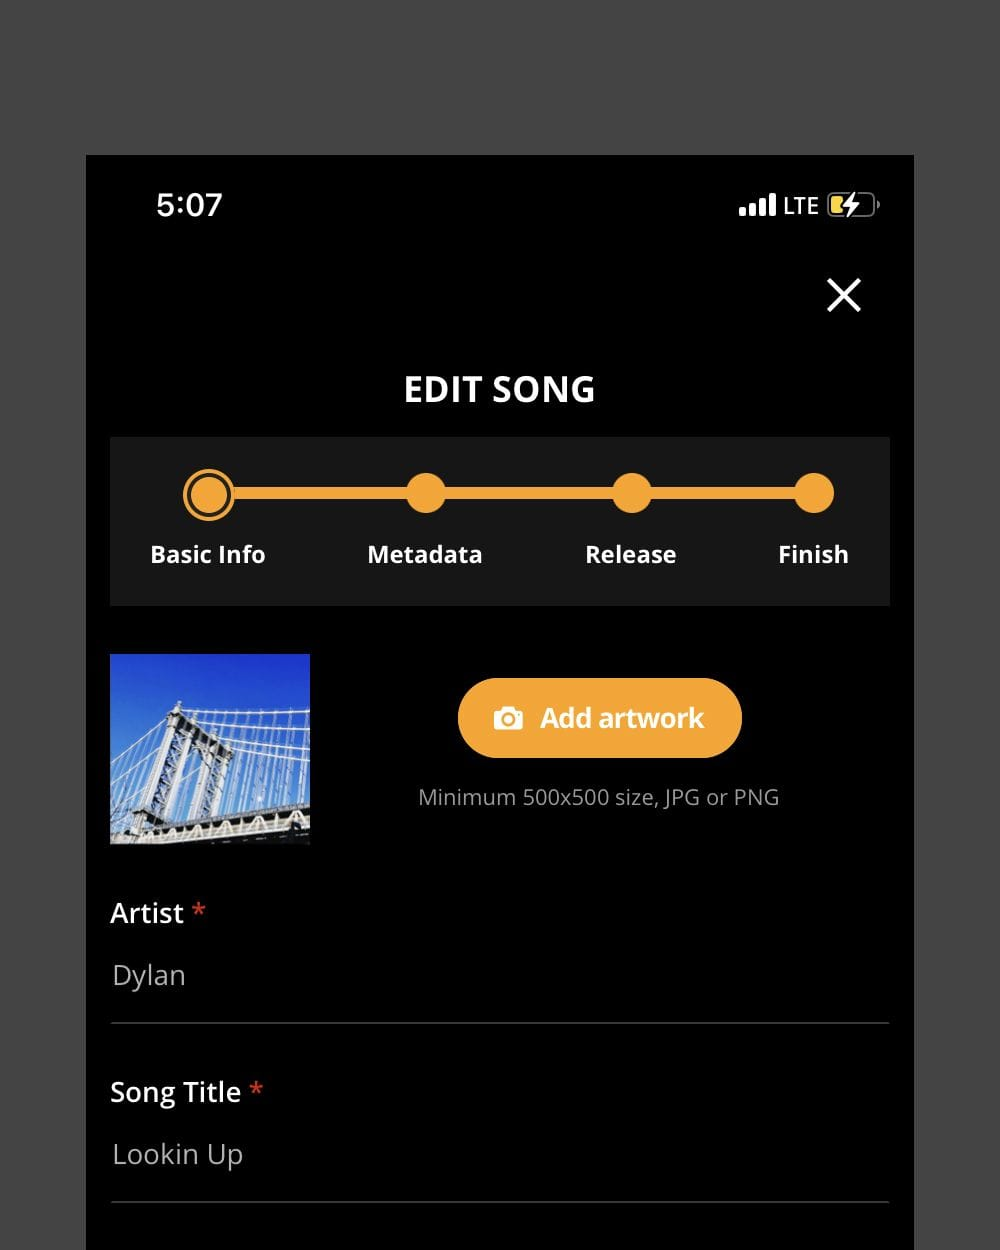 5:07 LTE
EDIT SONG
Basic Info Metadata Release Finish
Add artwork
Minimum 500x500 size, JPG or PNG
Artist *
Dylan
Song Title *
Lookin Up